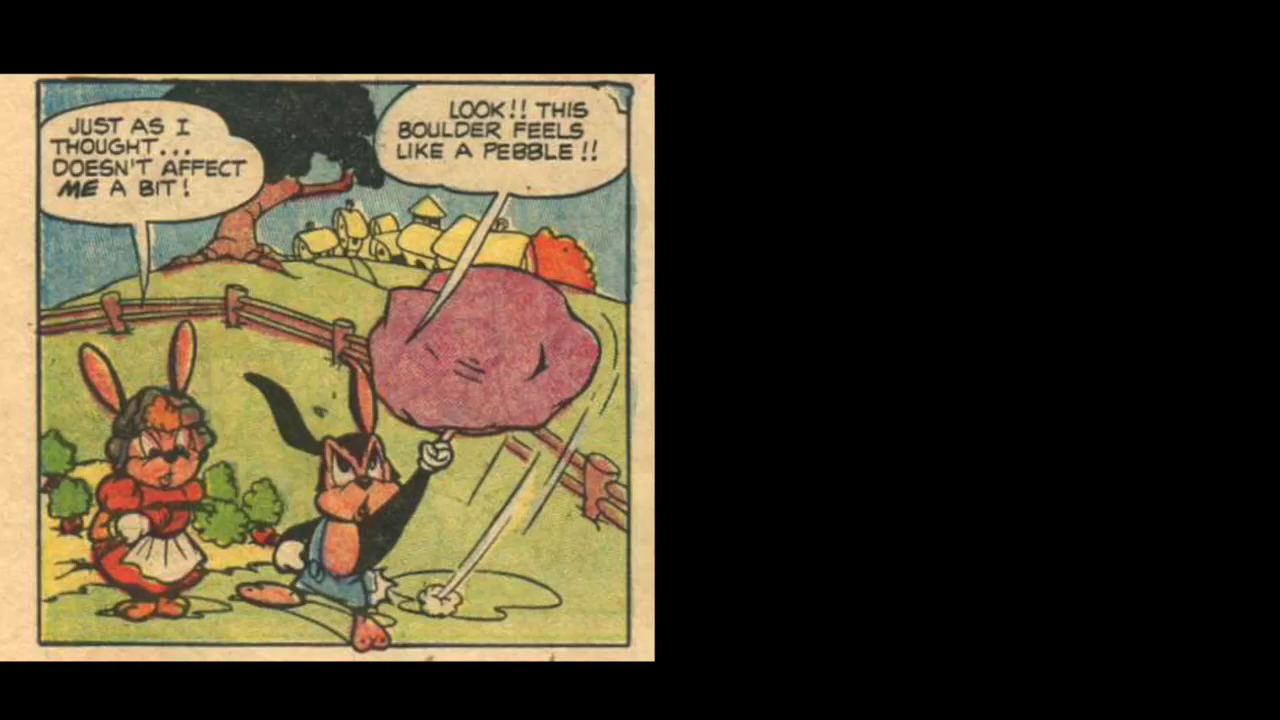 JUST AS I
THOUGHT...
DOESN'T AFFECT
ME A BIT!
LOOK!! THIS
BOULDER FEELS
LIKE A PEBBLE!!